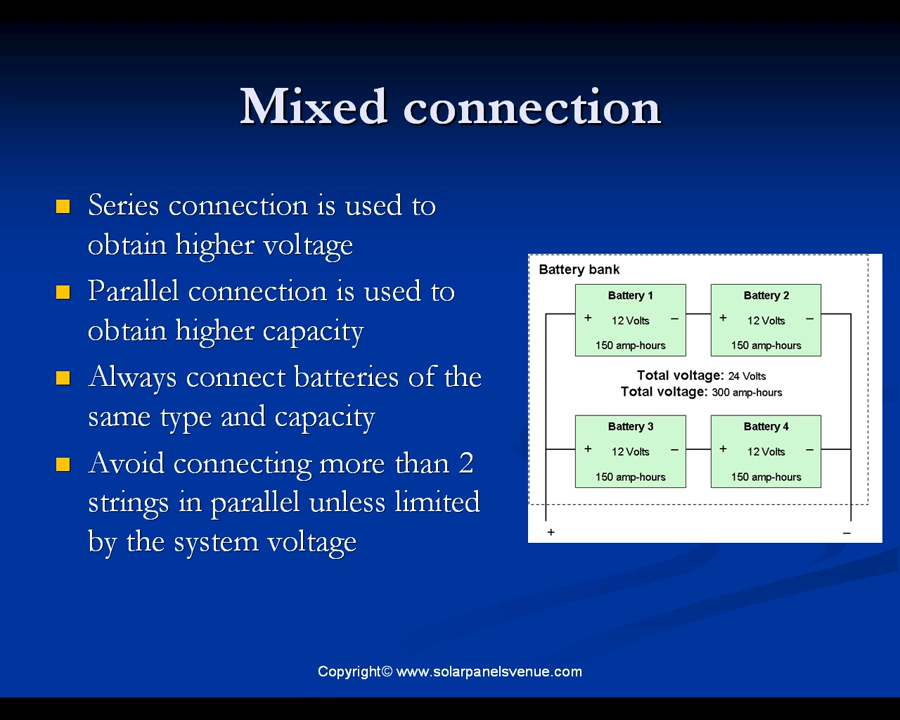 Mixed connection
Series connection is used to
obtain higher voltage
Parallel connection is used to
obtain higher capacity
Always connect batteries of the
same type and capacity
Avoid connecting more than 2
strings in parallel unless limited
by the system voltage
Battery bank
Battery 1
+ 12 Volts –
150 amp-hours
Battery 2
+ 12 Volts –
150 amp-hours
Total voltage: 24 Volts
Total voltage: 300 amp-hours
Battery 3
+ 12 Volts –
150 amp-hours
Battery 4
+ 12 Volts –
150 amp-hours
+ –
Copyright© www.solarpanelsvenue.com